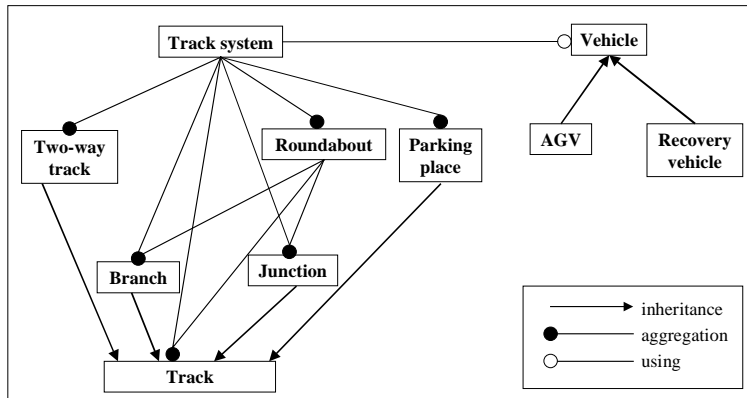 Track system
Vehicle
Two-way
track
Roundabout
Parking
place
AGV
Recovery
vehicle
Branch
Junction
Track
inheritance
aggregation
using